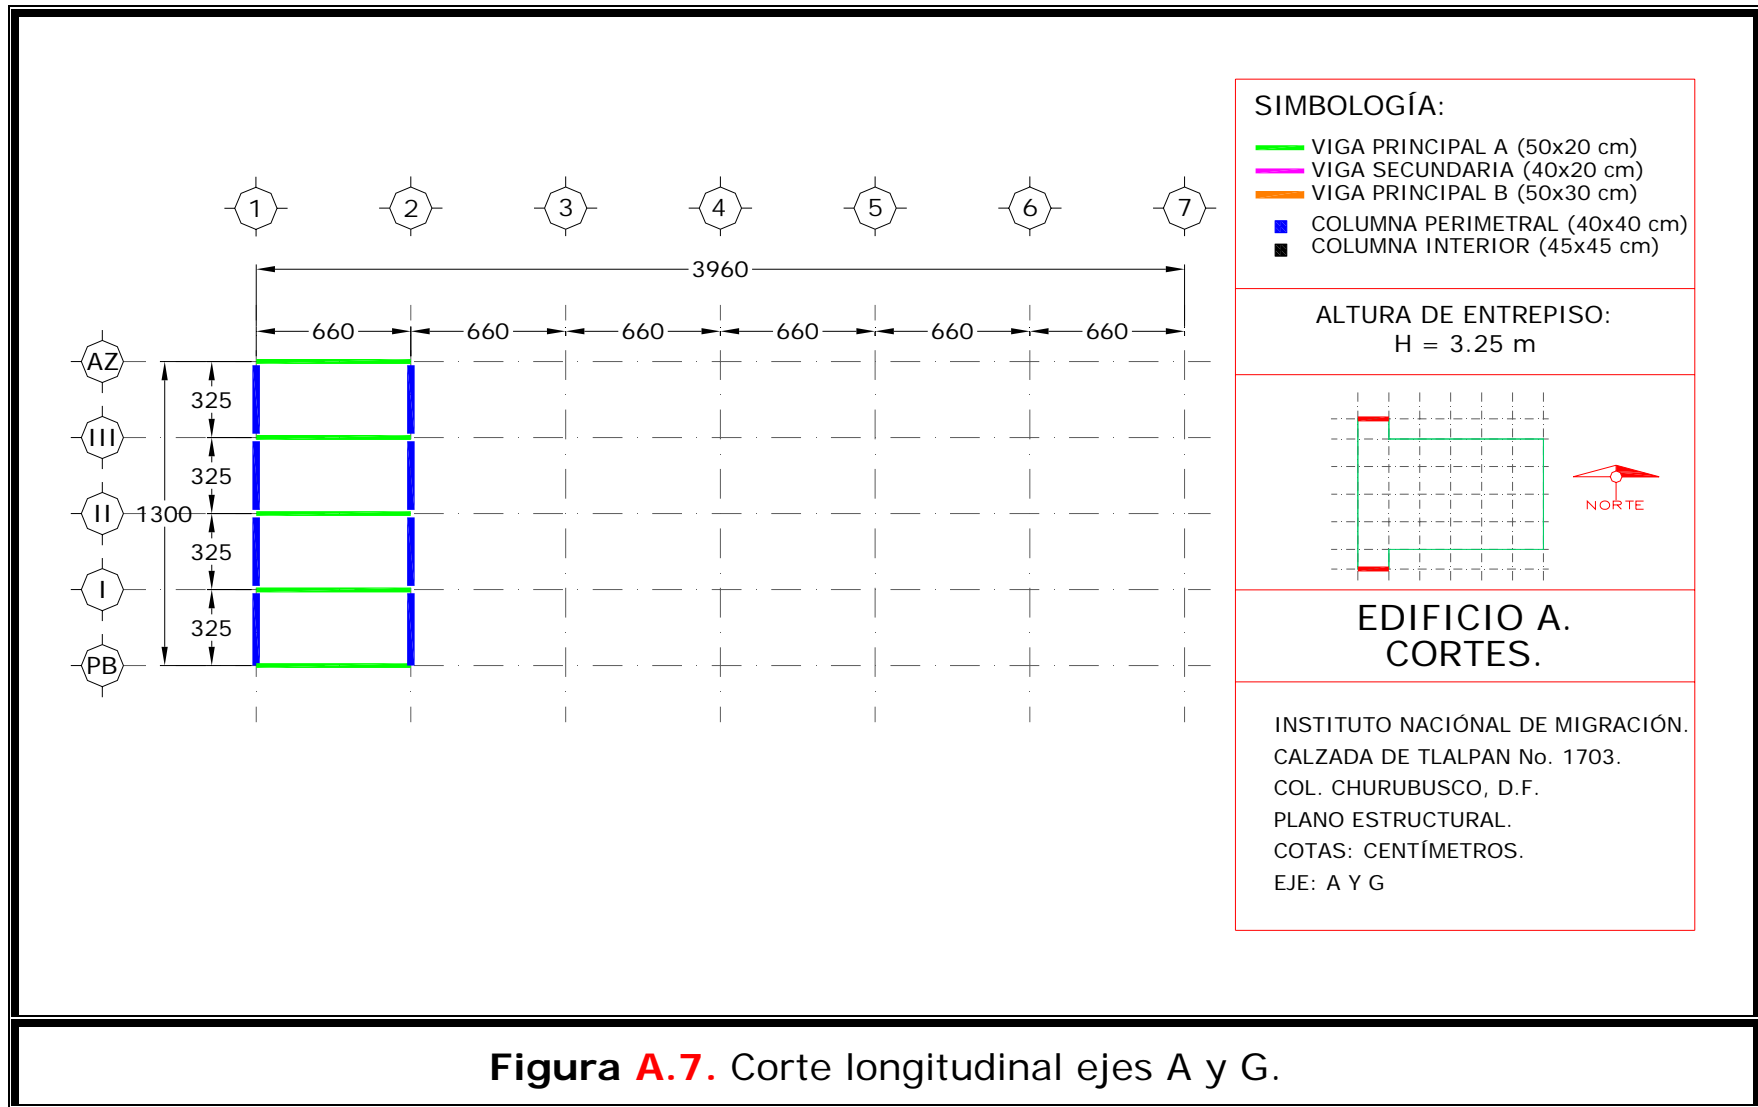 SIMBOLOGÍA:
VIGA PRINCIPAL A (50x20 cm)
VIGA SECUNDARIA (40x20 cm)
VIGA PRINCIPAL B (50x30 cm)
COLUMNA PERIMETRAL (40x40 cm)
COLUMNA INTERIOR (45x45 cm)
1 2 3 4 5 6 7
3960
660 660 660 660 660 660
AZ
325
III
325
II 1300
325
I
325
PB
ALTURA DE ENTREPISO:
H = 3.25 m
NORTE
EDIFICIO A.
CORTES.
INSTITUTO NACIÓNAL DE MIGRACIÓN.
CALZADA DE TLALPAN No. 1703.
COL. CHURUBUSCO, D.F.
PLANO ESTRUCTURAL.
COTAS: CENTÍMETROS.
EJE: A Y G
Figura A.7. Corte longitudinal ejes A y G.